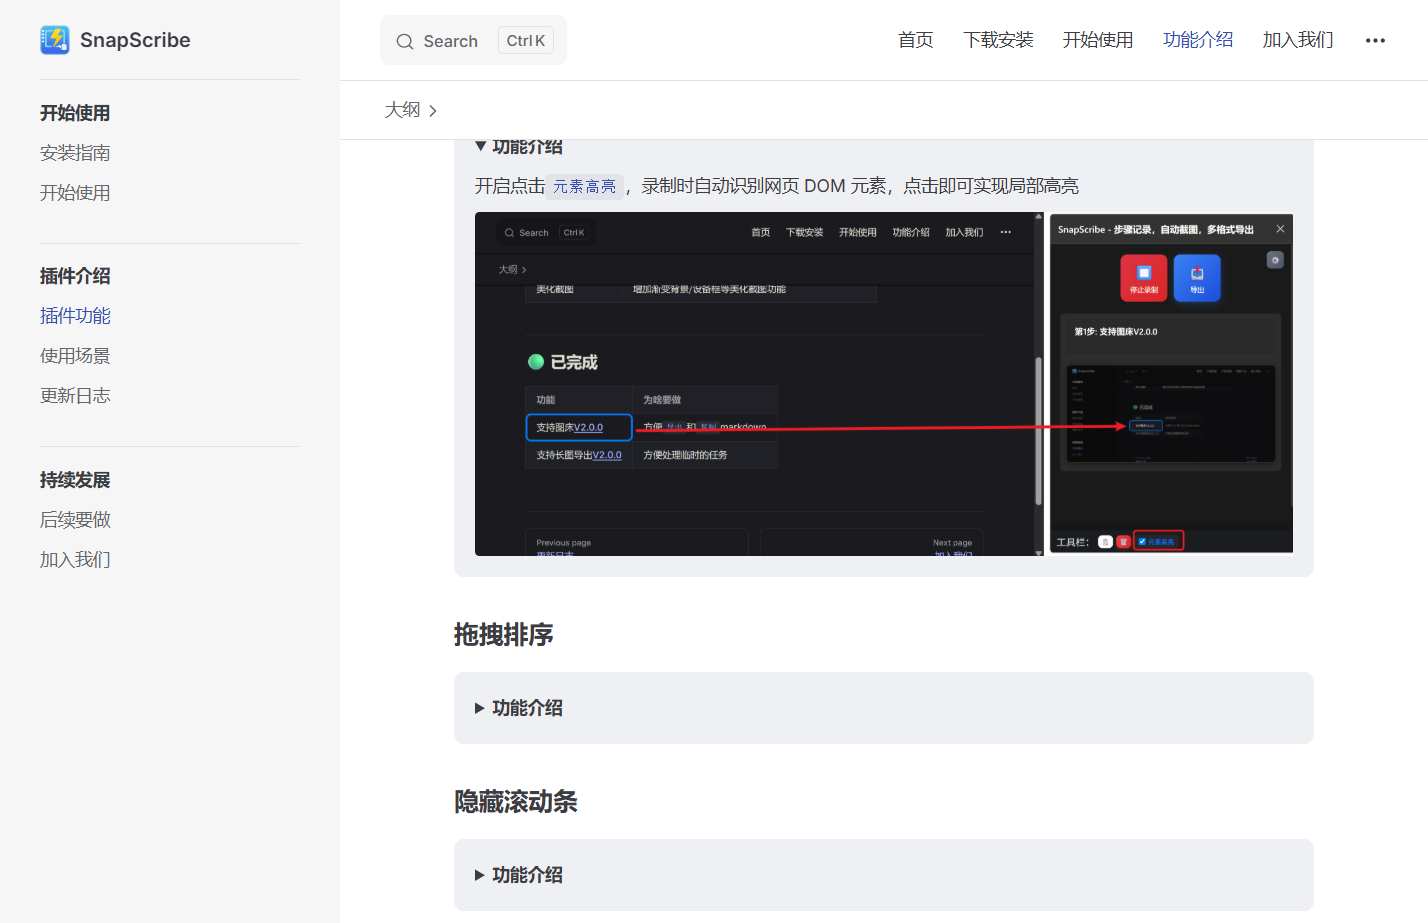 SnapScribe
Search Ctrl K
首页 下载安装 开始使用 功能介绍 加入我们
开始使用
安装指南
开始使用
插件介绍
插件功能
使用场景
更新日志
持续发展
后续要做
加入我们
大纲
功能介绍
开启点击 元素高亮 ，录制时自动识别网页 DOM 元素，点击即可实现局部高亮
Search Ctrl K
首页 下载安装 开始使用 功能介绍 加入我们
大纲
美化截图 增加渐变背景/设备框等美化截图功能
已完成
功能 为啥要做
支持图床V2.0.0 方便 导出 和 复制 markdown
支持长图导出V2.0.0 方便处理临时的任务
Previous page
更新日志
Next page
加入我们
SnapScribe - 步骤记录，自动截图，多格式导出
停止录制
导出
第1步: 支持图床V2.0.0
工具栏：
元素高亮
拖拽排序
功能介绍
隐藏滚动条
功能介绍